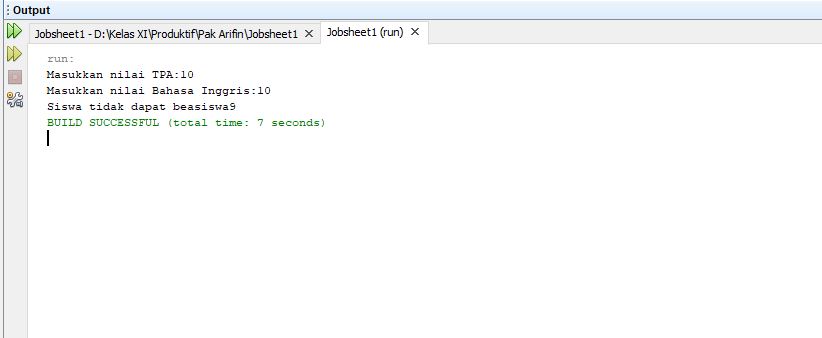 Output
Jobsheet1 - D:\Kelas XI\Produktif\Pak Arifin\Jobsheet1
Jobsheet1 (run)
run:
Masukkan nilai TPA:10
Masukkan nilai Bahasa Inggris:10
Siswa tidak dapat beasiswa9
BUILD SUCCESSFUL (total time: 7 seconds)